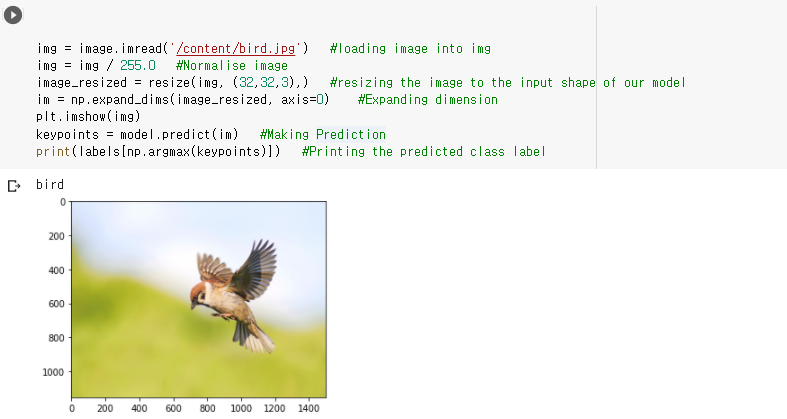 img = image.imread('/content/bird.jpg')   #loading image into img
img = img / 255.0   #Normalise image
image_resized = resize(img, (32,32,3),)   #resizing the image to the input shape of our model
im = np.expand_dims(image_resized, axis=0)    #Expanding dimension
plt.imshow(img)
keypoints = model.predict(im)   #Making Prediction
print(labels[np.argmax(keypoints)])   #Printing the predicted class label
bird
0
200
400
600
800
1000
0 200 400 600 800 1000 1200 1400